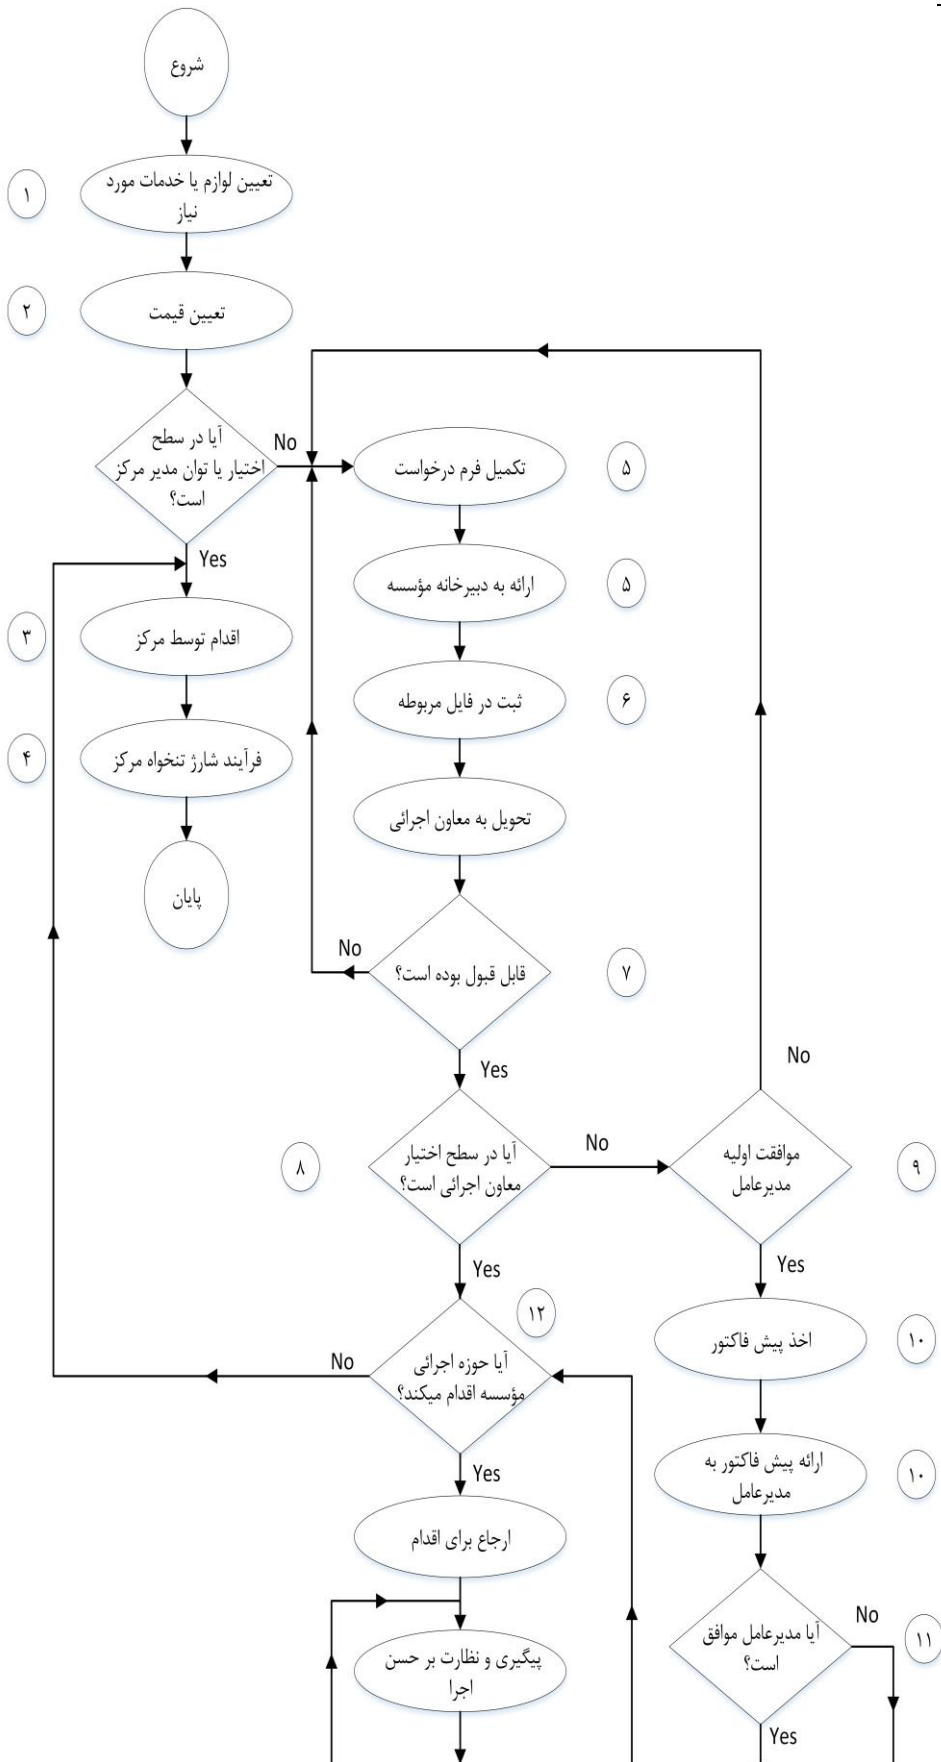 شروع
۱
تعیین لوازم یا خدمات مورد
نیاز
۲
تعیین قیمت
آیا در سطح
اختیار یا توان مدیر مرکز
است؟
No
تکمیل فرم درخواست
۵
Yes
ارائه به دبیرخانه مؤسسه
۵
۳
اقدام توسط مرکز
ثبت در فایل مربوطه
۶
۴
فرآیند شارژ تنخواه مرکز
تحویل به معاون اجرائی
پایان
No
قابل قبول بوده است؟
۷
Yes
No
۸
آیا در سطح اختیار
معاون اجرائی است؟
No
موافقت اولیه
مدیرعامل
۹
Yes
Yes
۱۲
اخذ پیش فاکتور
۱۰
No
آیا حوزه اجرائی
مؤسسه اقدام میکند؟
Yes
ارائه پیش فاکتور به
مدیرعامل
۱۰
ارجاع برای اقدام
آیا مدیرعامل موافق
است؟
No
۱۱
پیگیری و نظارت بر حسن
اجرا
Yes